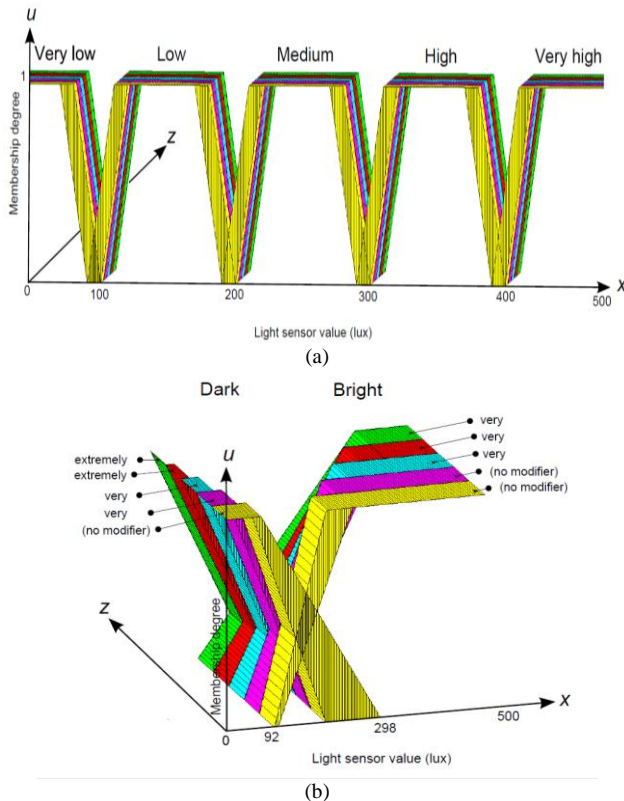 u
Very low Low Medium High Very high
1
Membership degree
z
x
0 100 200 300 400 500
Light sensor value (lux)
(a)
Dark Bright
u
very
extremely very
extremely very
very (no modifier)
very (no modifier)
(no modifier)
z
Membership degree
x
0 92 298 500
Light sensor value (lux)
(b)